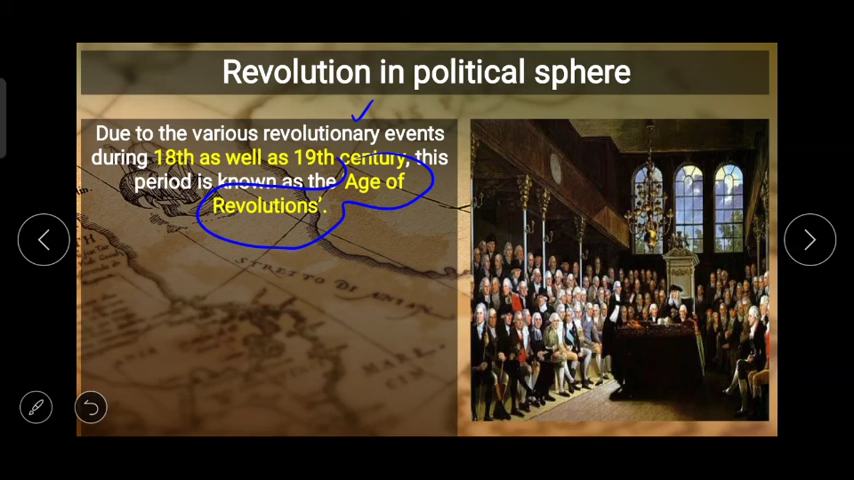 Revolution in political sphere
Due to the various revolutionary events
during 18th as well as 19th century, this
period is known as the 'Age of
Revolutions'.
STRETTO DI